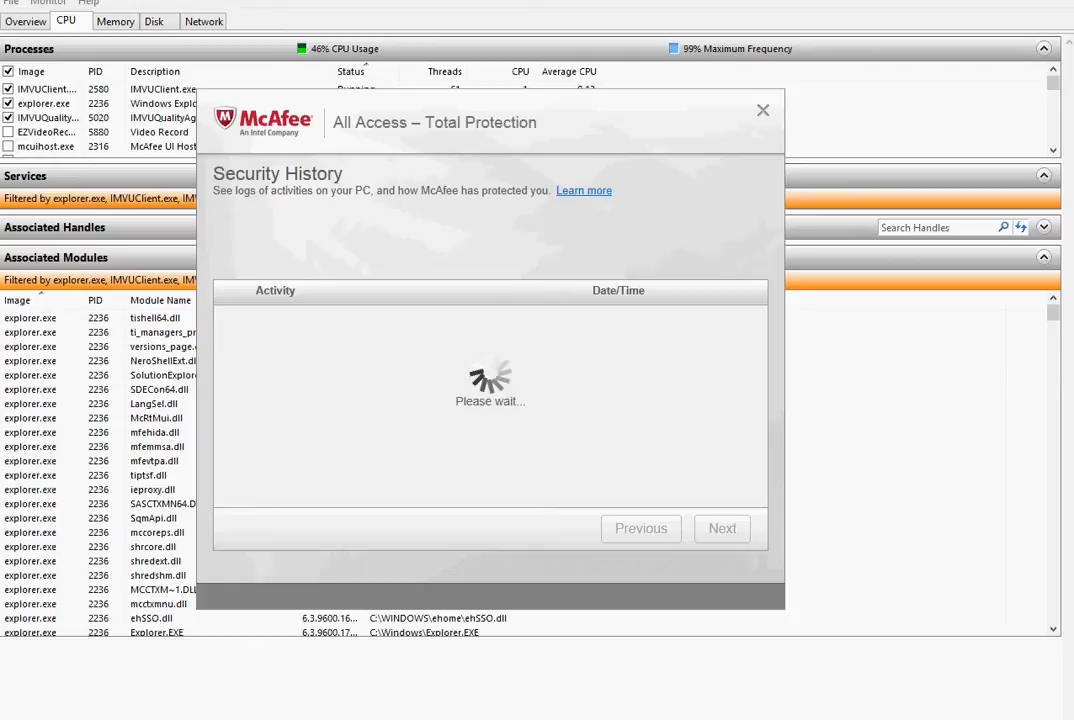 File Monitor Help
Overview CPU Memory Disk Network
Processes 46% CPU Usage 99% Maximum Frequency
Image PID Description Status Threads CPU Average CPU
IMVUClient.... 2580 IMVUClient.exe Running 51 1 0.13
explorer.exe 2236 Windows Explo
IMVUQuality... 5020 IMVUQualityAg
EZVideoRec... 5880 Video Record
mcuihost.exe 2316 McAfee UI Host
McAfee All Access – Total Protection
An Intel Company
Security History
See logs of activities on your PC, and how McAfee has protected you. Learn more
Activity Date/Time
Please wait...
Previous Next
Services
Filtered by explorer.exe, IMVUClient.exe, IM
Associated Handles Search Handles
Associated Modules
Filtered by explorer.exe, IMVUClient.exe, IM
Image PID Module Name
explorer.exe 2236 tishell64.dll
explorer.exe 2236 ti_managers_pr
explorer.exe 2236 versions_page.
explorer.exe 2236 NeroShellExt.dl
explorer.exe 2236 SolutionExplor
explorer.exe 2236 SDECon64.dll
explorer.exe 2236 LangSel.dll
explorer.exe 2236 McRtMui.dll
explorer.exe 2236 mfehida.dll
explorer.exe 2236 mfemmsa.dll
explorer.exe 2236 mfevtpa.dll
explorer.exe 2236 tiptsf.dll
explorer.exe 2236 ieproxy.dll
explorer.exe 2236 SASCTXMN64.D
explorer.exe 2236 SqmApi.dll
explorer.exe 2236 mccoreps.dll
explorer.exe 2236 shrcore.dll
explorer.exe 2236 shredext.dll
explorer.exe 2236 shredshm.dll
explorer.exe 2236 MCCTXM~1.DLL
explorer.exe 2236 mcctxmnu.dll
explorer.exe 2236 ehSSO.dll 6.3.9600.16... C:\WINDOWS\ehome\ehSSO.dll
explorer.exe 2236 Explorer.EXE 6.3.9600.17... C:\Windows\Explorer.EXE